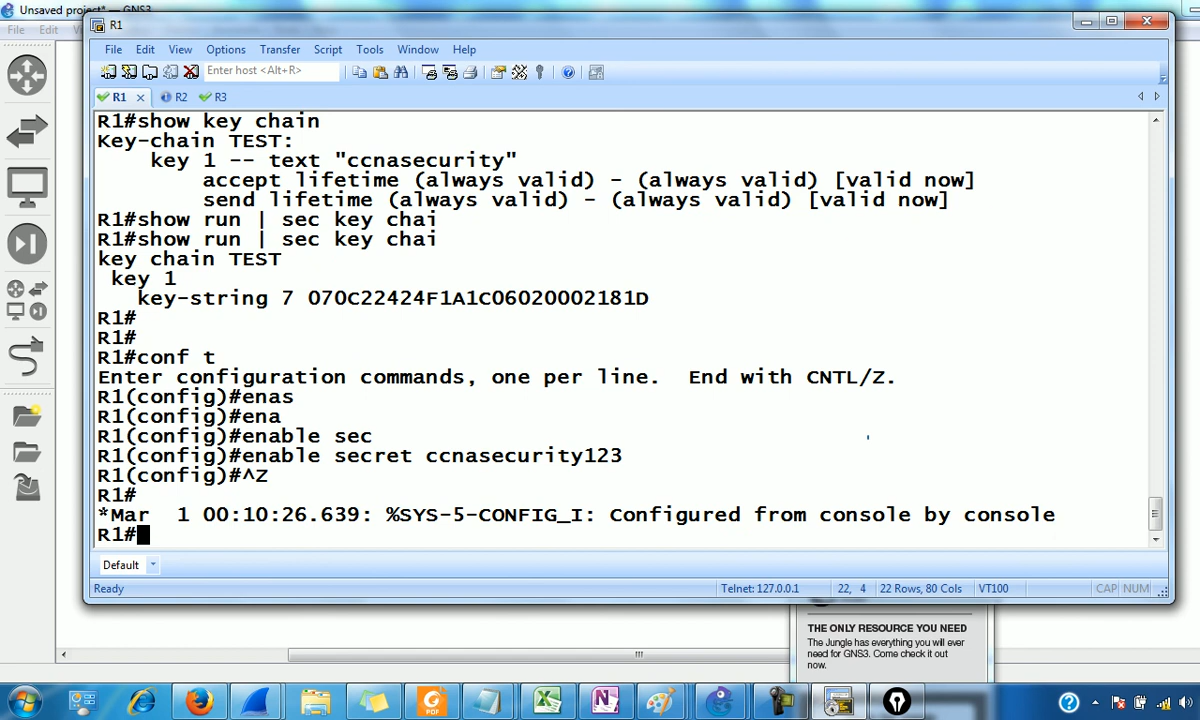 Unsaved project* — GNS3
File Edit
R1
File Edit View Options Transfer Script Tools Window Help
Enter host <Alt+R>
R1 R2 R3
R1#show key chain
Key-chain TEST:
key 1 -- text "ccnasecurity"
accept lifetime (always valid) - (always valid) [valid now]
send lifetime (always valid) - (always valid) [valid now]
R1#show run | sec key chai
R1#show run | sec key chai
key chain TEST
key 1
key-string 7 070C22424F1A1C06020002181D
R1#
R1#
R1#conf t
Enter configuration commands, one per line.  End with CNTL/Z.
R1(config)#enas
R1(config)#ena
R1(config)#enable sec
R1(config)#enable secret ccnasecurity123
R1(config)#^Z
R1#
*Mar  1 00:10:26.639: %SYS-5-CONFIG_I: Configured from console by console
R1#
Default
Ready Telnet: 127.0.0.1 22, 4 22 Rows, 80 Cols VT100 CAP NUM
THE ONLY RESOURCE YOU NEED
The Jungle has everything you will ever
need for GNS3. Come check it out
now.
PDF